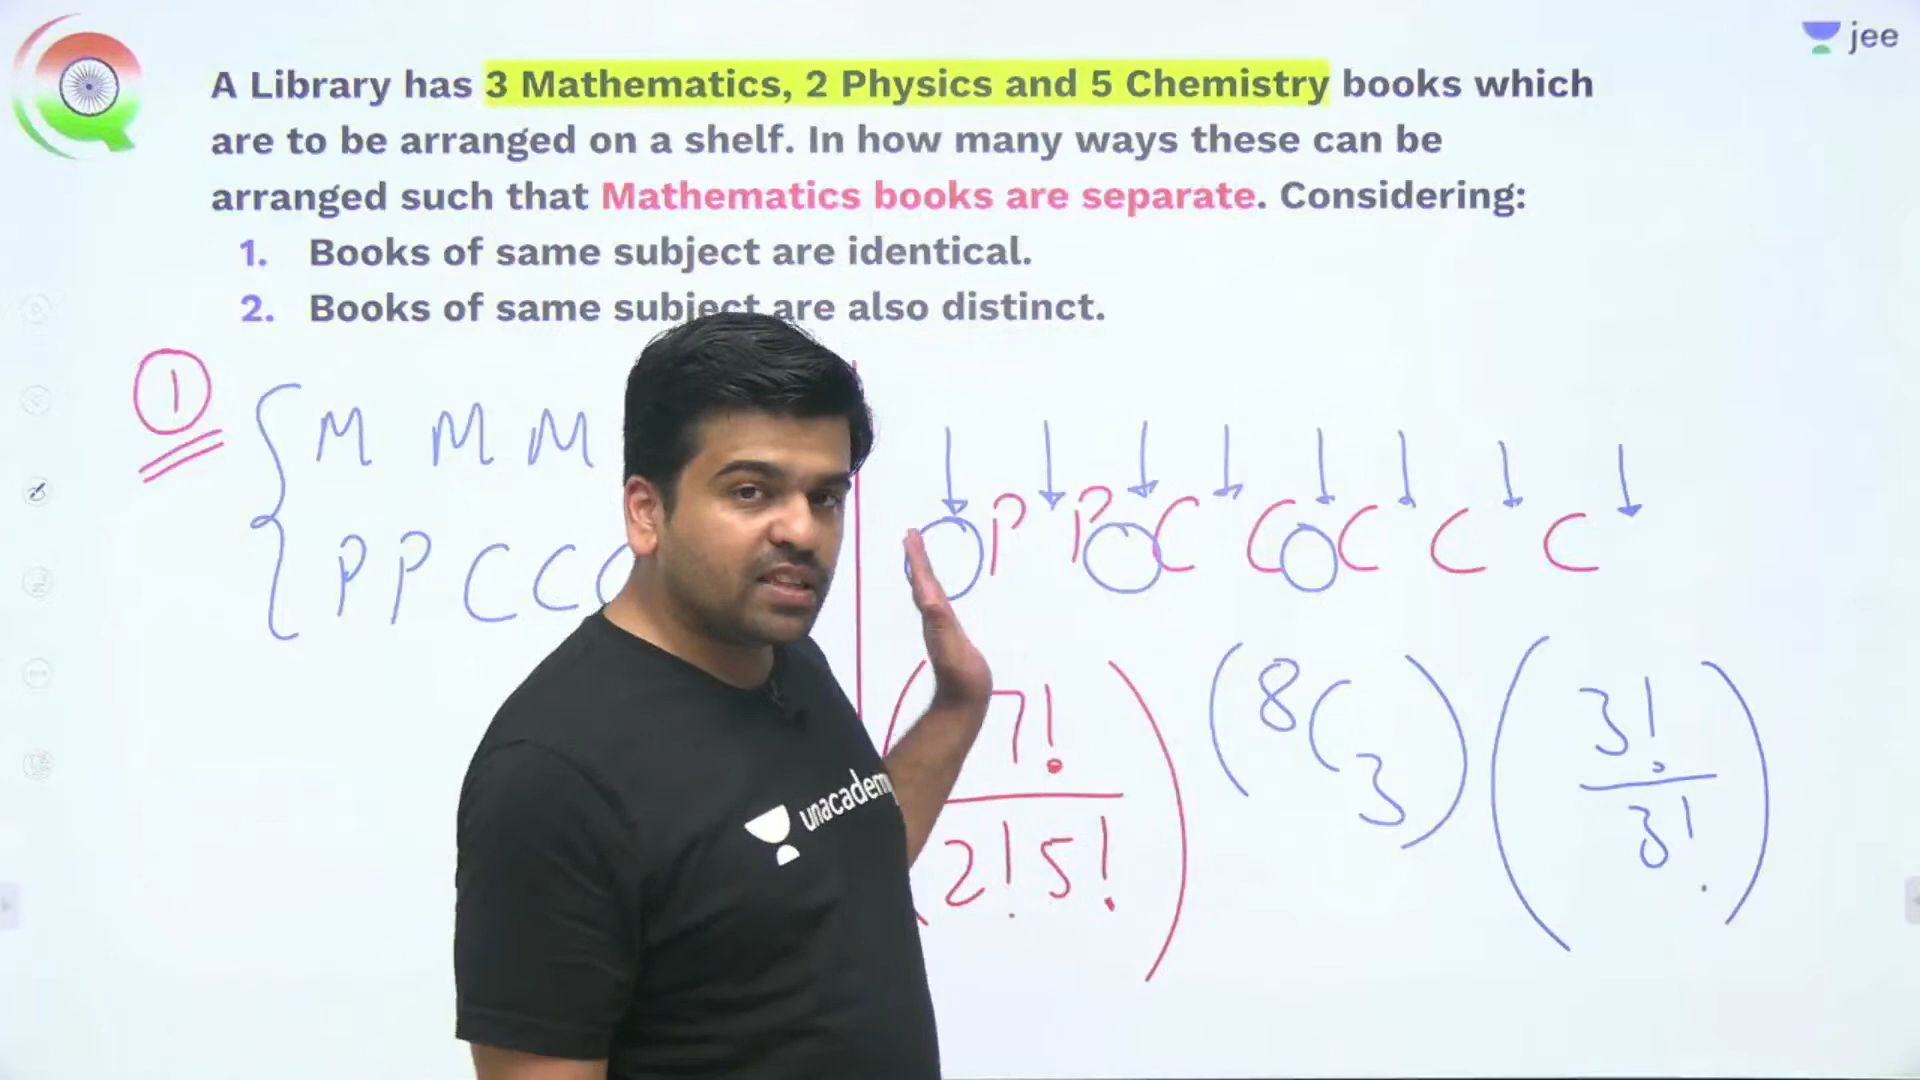 jee
A Library has 3 Mathematics, 2 Physics and 5 Chemistry books which
are to be arranged on a shelf. In how many ways these can be
arranged such that Mathematics books are separate. Considering:
1. Books of same subject are identical.
2. Books of same subject are also distinct.
1
M M M
P P C C C
P P C C C C C
7!
2! 5!
8C3
3!
3!
unacademy